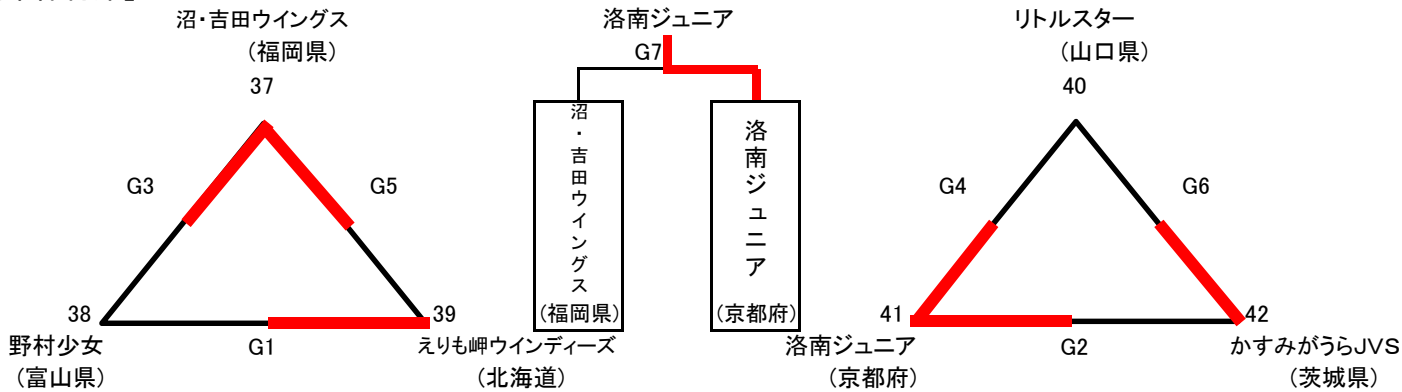 沼・吉田ウイングス
(福岡県)
37
G3
G5
38
39
野村少女
(富山県)
G1
えりも岬ウインディーズ
(北海道)
洛南ジュニア
G7
沼・吉田ウイングス
(福岡県)
洛南ジュニア
(京都府)
リトルスター
(山口県)
40
G4
G6
41
42
洛南ジュニア
(京都府)
G2
かすみがうらJVS
(茨城県)